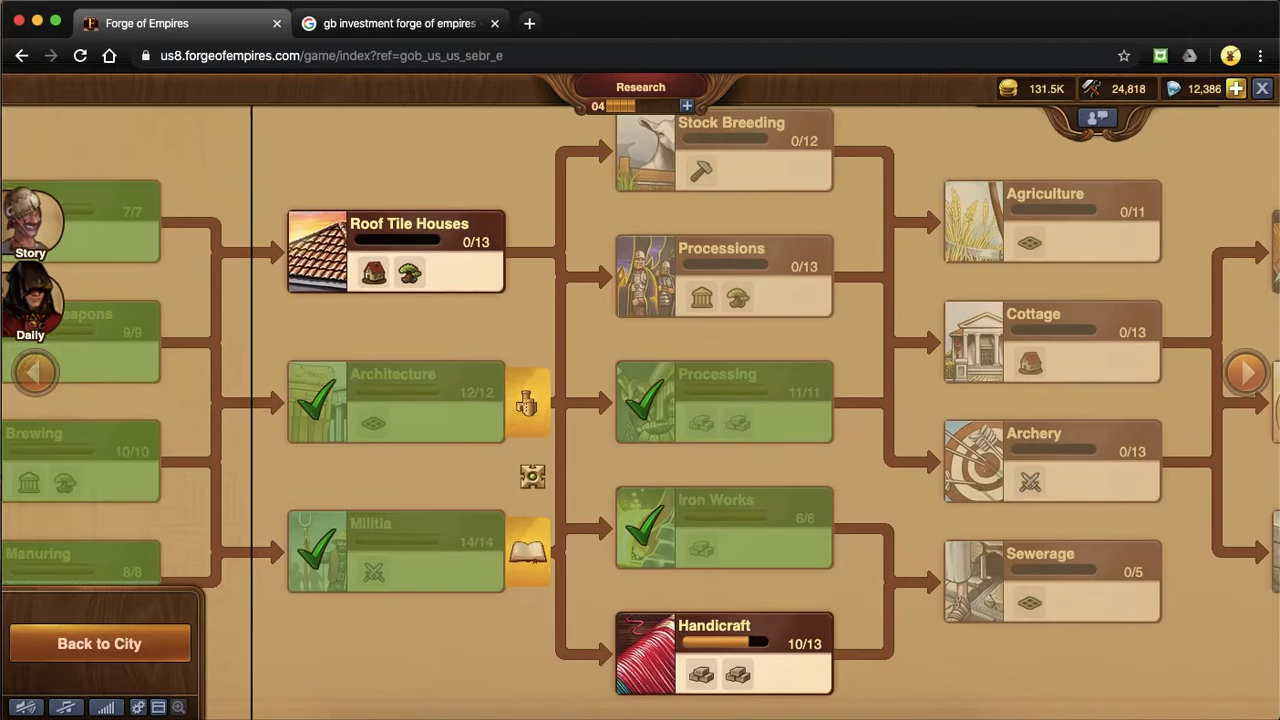 Forge of Empires
gb investment forge of empires
us8.forgeofempires.com/game/index?ref=gob_us_us_sebr_e
Research
04
131.5K
24,818
12,386
Story
Daily
7/7
eapons
9/9
Brewing
10/10
Manuring
8/8
Roof Tile Houses
0/13
Architecture
12/12
Militia
14/14
Stock Breeding
0/12
Processions
0/13
Processing
11/11
Iron Works
6/6
Handicraft
10/13
Agriculture
0/11
Cottage
0/13
Archery
0/13
Sewerage
0/5
Back to City